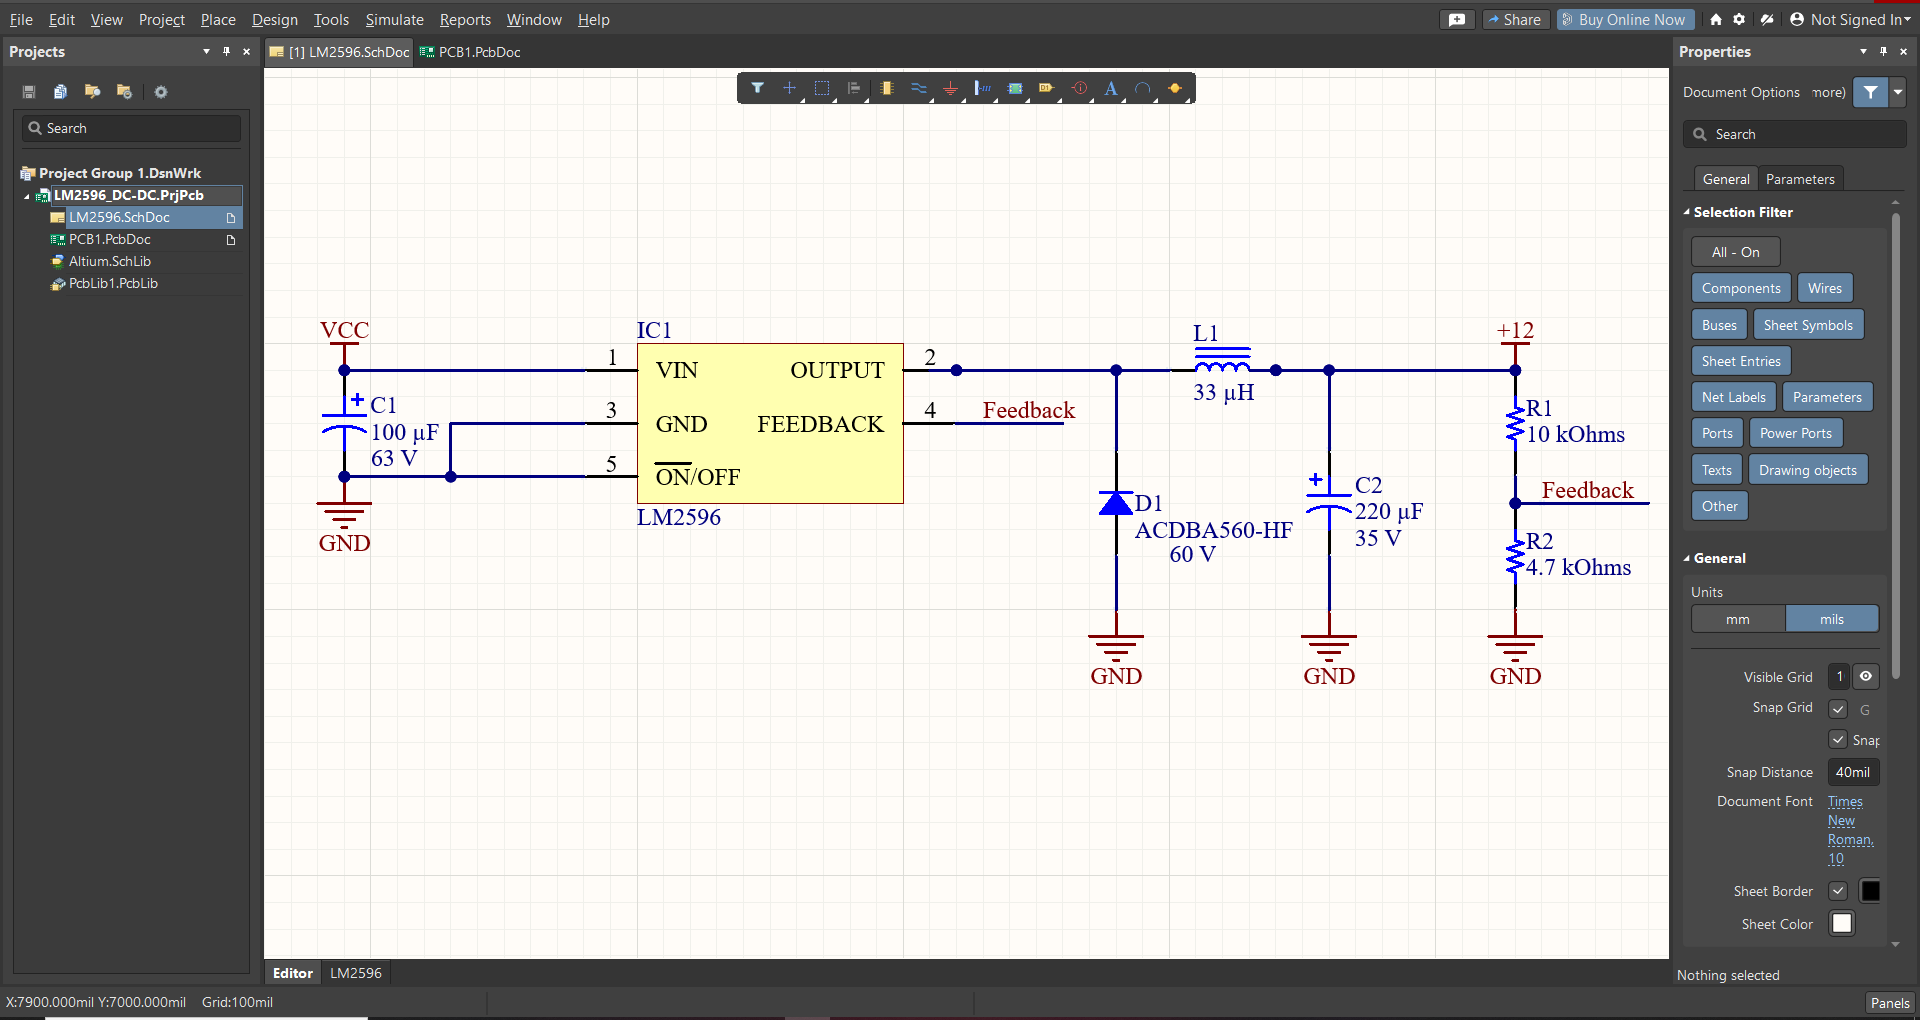 File Edit View Project Place Design Tools Simulate Reports Window Help
Share Buy Online Now Not Signed In
Projects
[1] LM2596.SchDoc PCB1.PcbDoc
Properties
Document Options more)
Search
Search
Project Group 1.DsnWrk
LM2596_DC-DC.PrjPcb
LM2596.SchDoc
PCB1.PcbDoc
Altium.SchLib
PcbLib1.PcbLib
VCC
C1
100 µF
63 V
GND
IC1
1 VIN OUTPUT 2
3 GND FEEDBACK 4
5 ON/OFF
LM2596
Feedback
L1
33 µH
D1
ACDBA560-HF
60 V
GND
C2
220 µF
35 V
GND
+12
R1
10 kOhms
Feedback
R2
4.7 kOhms
GND
General Parameters
Selection Filter
All - On
Components Wires
Buses Sheet Symbols
Sheet Entries
Net Labels Parameters
Ports Power Ports
Texts Drawing objects
Other
General
Units
mm mils
Visible Grid 1
Snap Grid G
Snap
Snap Distance 40mil
Document Font Times
New
Roman,
10
Sheet Border
Sheet Color
Nothing selected
Editor LM2596
X:7900.000mil Y:7000.000mil Grid:100mil
Panels